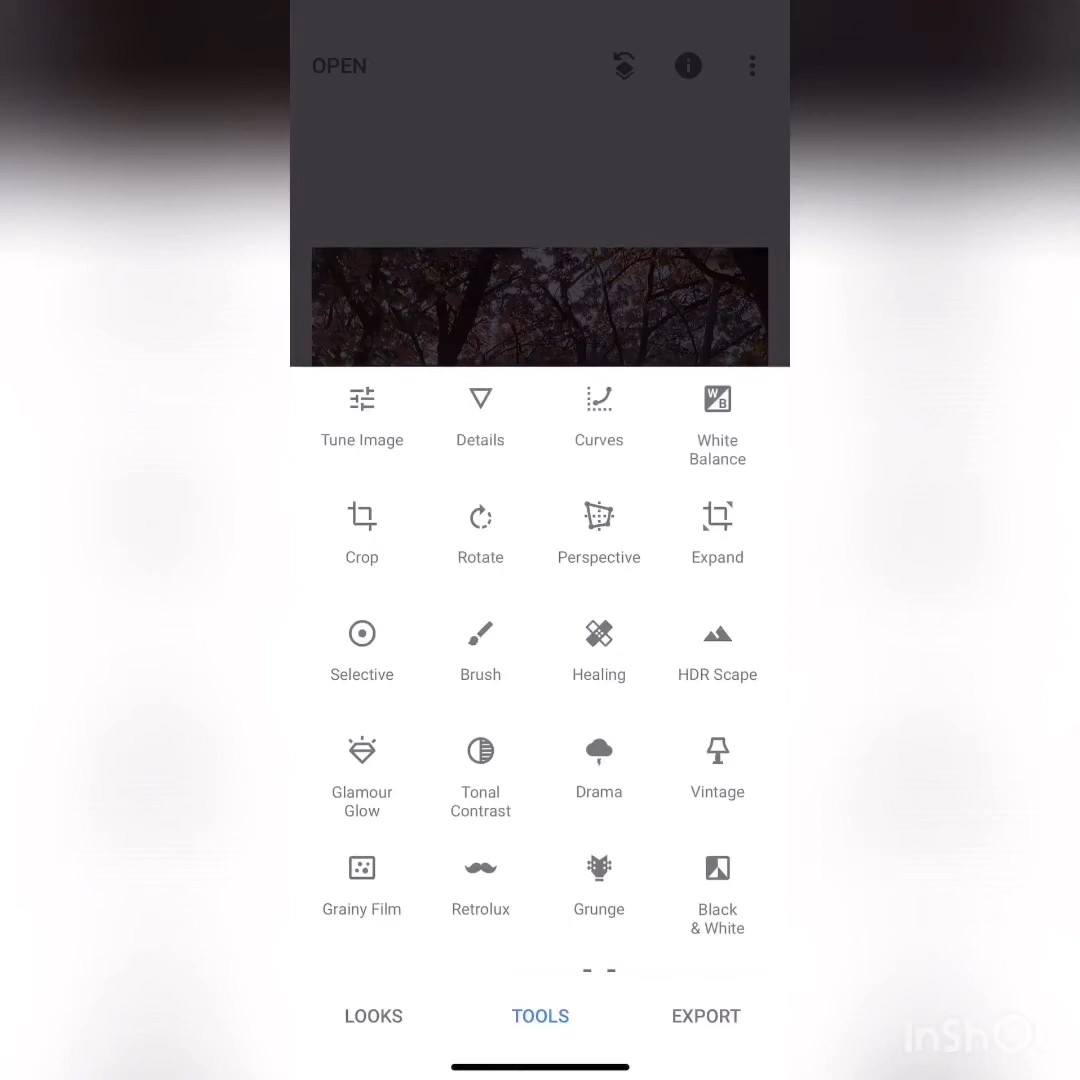 OPEN
Tune Image
Details
Curves
W
B
White
Balance
Crop
Rotate
Perspective
Expand
Selective
Brush
Healing
HDR Scape
Glamour
Glow
Tonal
Contrast
Drama
Vintage
Grainy Film
Retrolux
Grunge
Black
& White
LOOKS
TOOLS
EXPORT
InShO